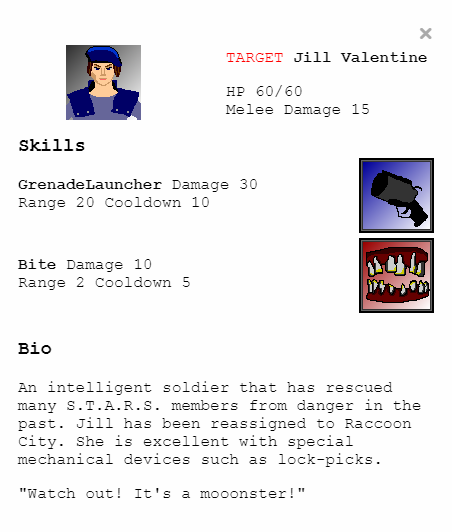 TARGET Jill Valentine
HP 60/60
Melee Damage 15
Skills
GrenadeLauncher Damage 30
Range 20 Cooldown 10
Bite Damage 10
Range 2 Cooldown 5
Bio
An intelligent soldier that has rescued
many S.T.A.R.S. members from danger in the
past. Jill has been reassigned to Raccoon
City. She is excellent with special
mechanical devices such as lock-picks.
"Watch out! It's a mooonster!"